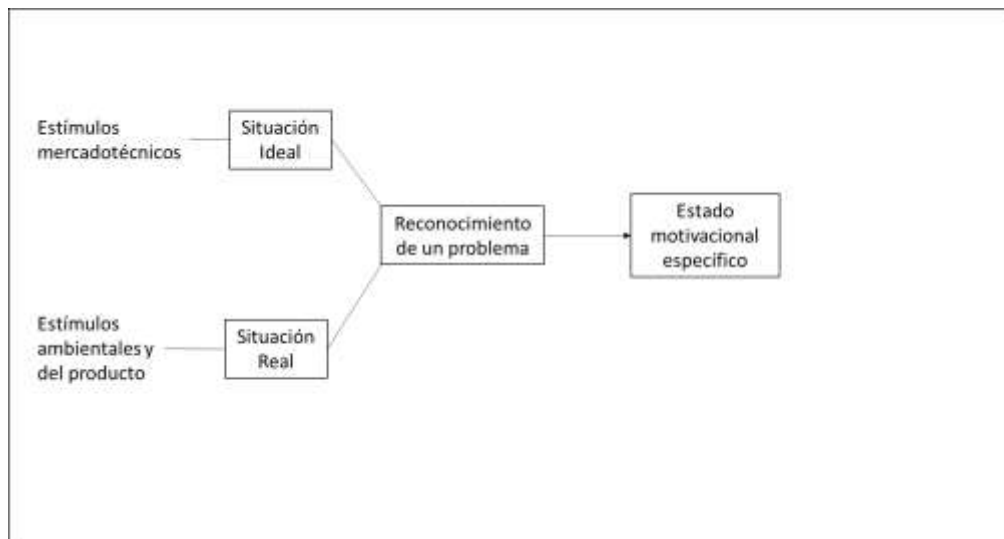 Estímulos
mercadotécnicos
Situación
Ideal
Reconocimiento
de un problema
Estado
motivacional
específico
Estímulos
ambientales y
del producto
Situación
Real